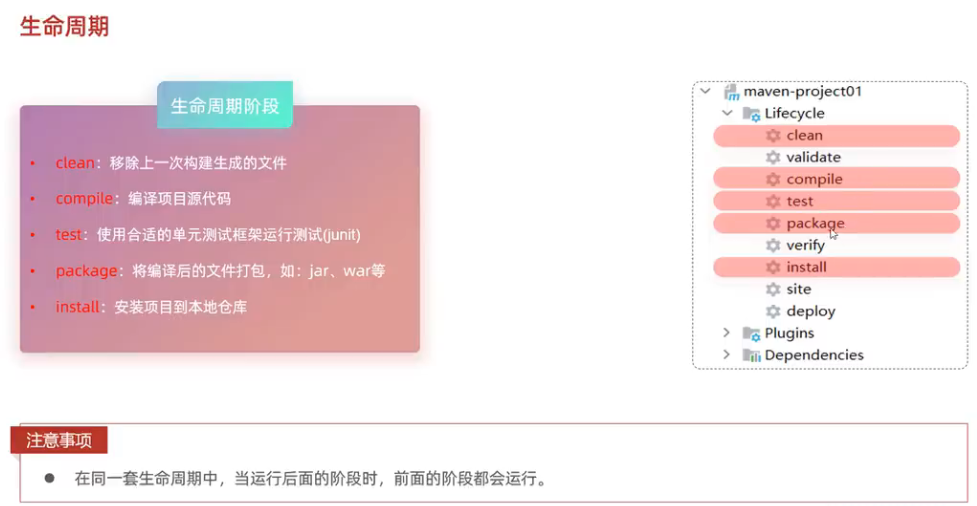 生命周期
生命周期阶段
• clean：移除上一次构建生成的文件
• compile：编译项目源代码
• test：使用合适的单元测试框架运行测试(junit)
• package：将编译后的文件打包，如：jar、war等
• install：安装项目到本地仓库
maven-project01
Lifecycle
clean
validate
compile
test
package
verify
install
site
deploy
Plugins
Dependencies
注意事项
● 在同一套生命周期中，当运行后面的阶段时，前面的阶段都会运行。